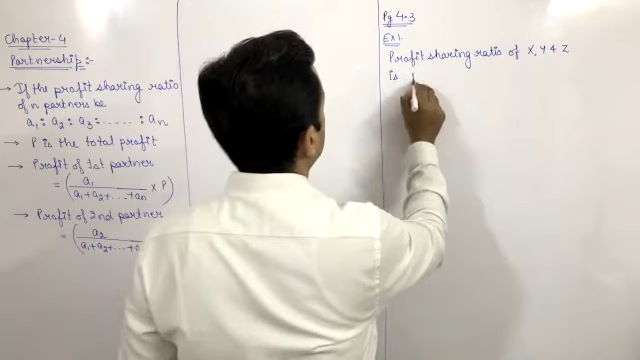 Chapter-4
Partnership:-
→ If the profit sharing ratio
of n partners be
a₁ : a₂ : a₃ : ..... : aₙ
→ P is the total profit
→ Profit of 1st partner
= (a₁ / (a₁+a₂+...+aₙ) × P)
→ Profit of 2nd partner
= (a₂ / (a₁+a₂+...+
Pg 4.3
Ex 1.
Profit sharing ratio of X, Y & Z
is